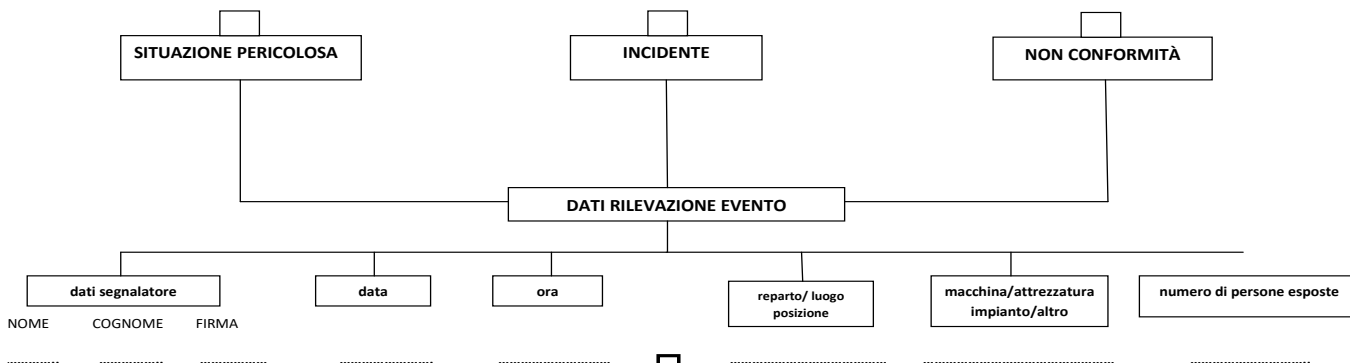 SITUAZIONE PERICOLOSA
INCIDENTE
NON CONFORMITÀ
DATI RILEVAZIONE EVENTO
dati segnalatore
data
ora
reparto/ luogo
posizione
macchina/attrezzatura
impianto/altro
numero di persone esposte
NOME COGNOME FIRMA